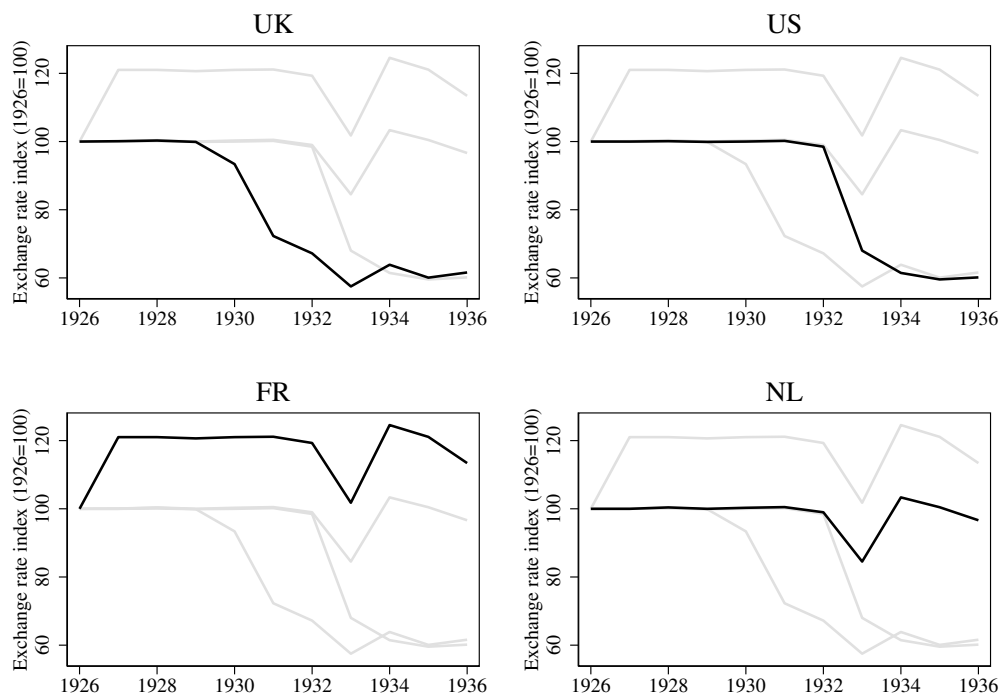 UK
Exchange rate index (1926=100)
60 80 100 120
1926 1928 1930 1932 1934 1936
US
Exchange rate index (1926=100)
60 80 100 120
1926 1928 1930 1932 1934 1936
FR
Exchange rate index (1926=100)
60 80 100 120
1926 1928 1930 1932 1934 1936
NL
Exchange rate index (1926=100)
60 80 100 120
1926 1928 1930 1932 1934 1936